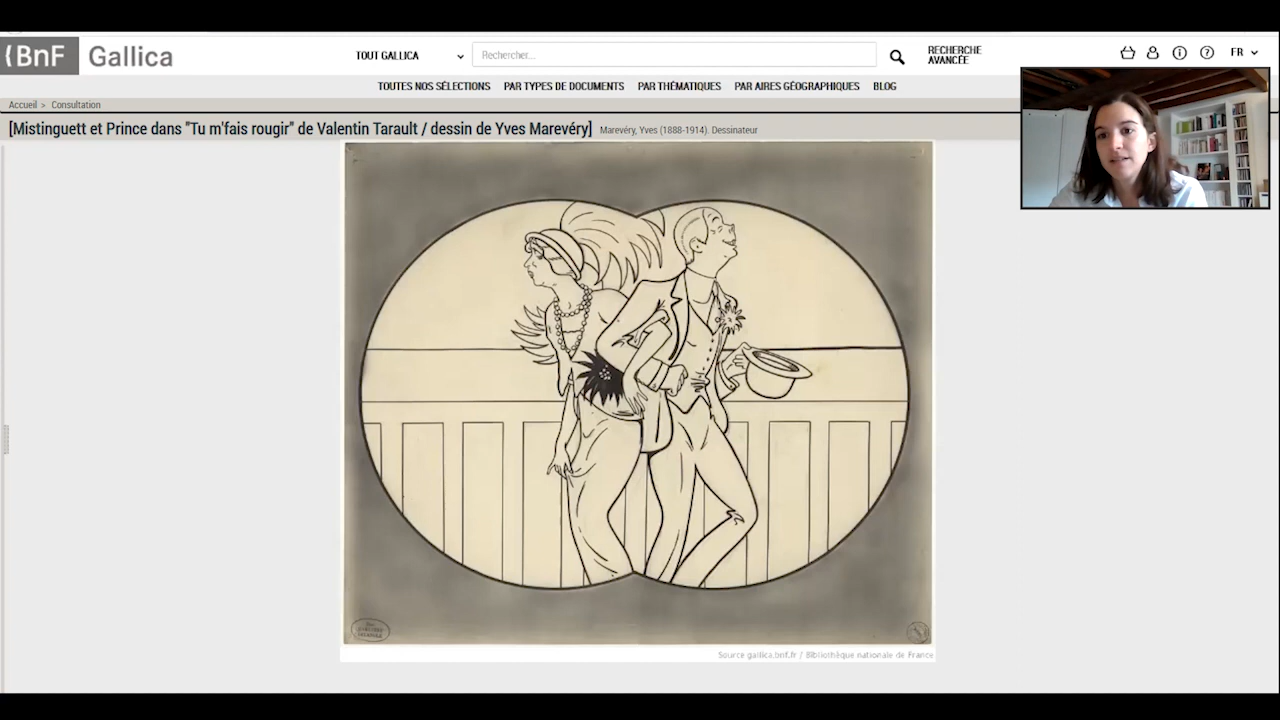 {BnF Gallica
TOUT GALLICA
Rechercher...
RECHERCHE
AVANCÉE
FR
TOUTES NOS SÉLECTIONS PAR TYPES DE DOCUMENTS PAR THÉMATIQUES PAR AIRES GÉOGRAPHIQUES BLOG
Accueil > Consultation
[Mistinguett et Prince dans "Tu m'fais rougir" de Valentin Tarault / dessin de Yves Marevéry] Marevéry, Yves (1888-1914). Dessinateur
Source gallica.bnf.fr / Bibliothèque nationale de France